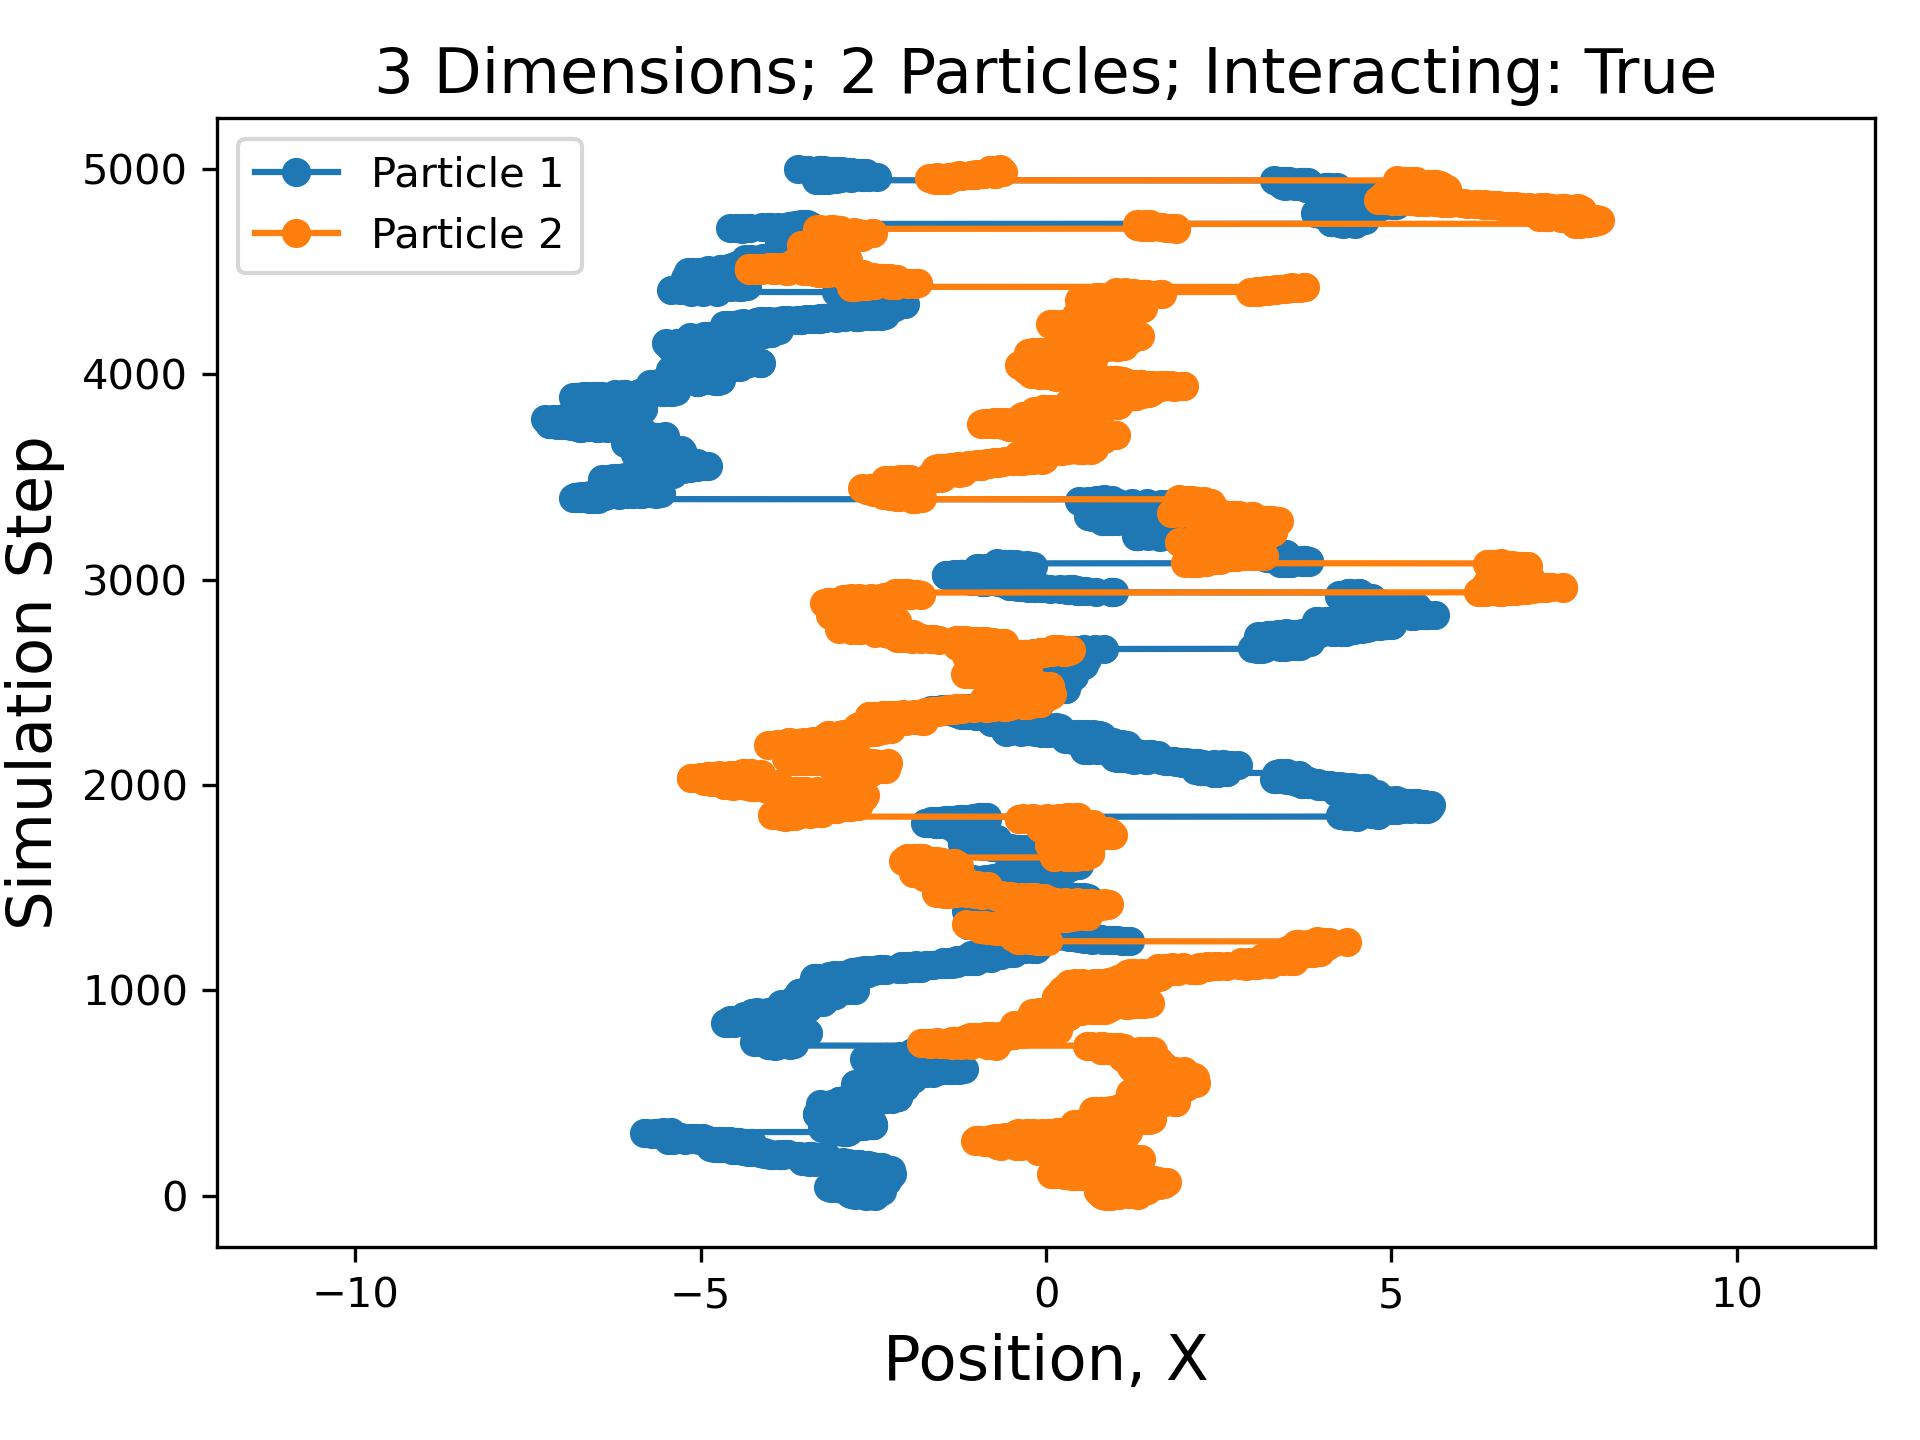 3 Dimensions; 2 Particles; Interacting: True
Particle 1
Particle 2
Simulation Step
5000
4000
3000
2000
1000
0
−10 −5 0 5 10
Position, X